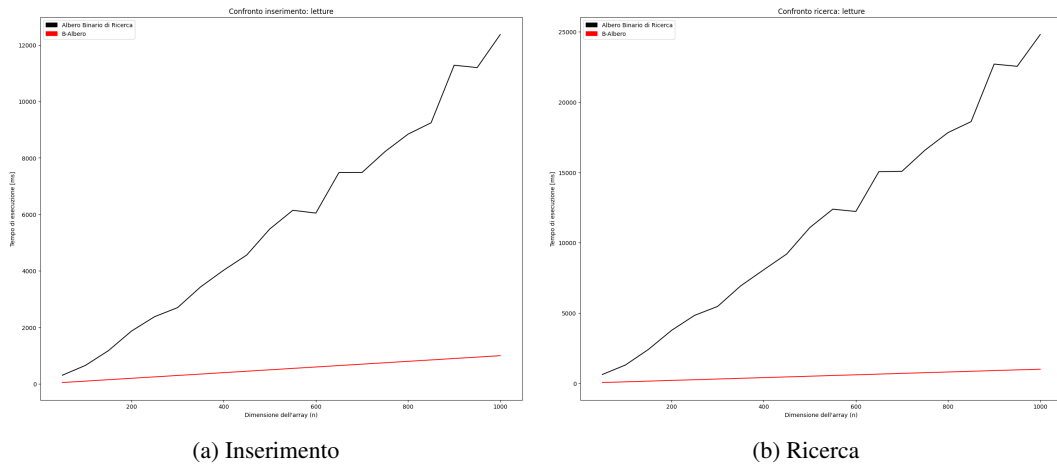 Confronto inserimento: letture
Albero Binario di Ricerca
B-Albero
12000
10000
8000
6000
4000
2000
0
Tempo di esecuzione [ms]
200
400
600
800
1000
Dimensione dell'array (n)
(a) Inserimento
Confronto ricerca: letture
Albero Binario di Ricerca
B-Albero
25000
20000
15000
10000
5000
0
Tempo di esecuzione [ms]
200
400
600
800
1000
Dimensione dell'array (n)
(b) Ricerca